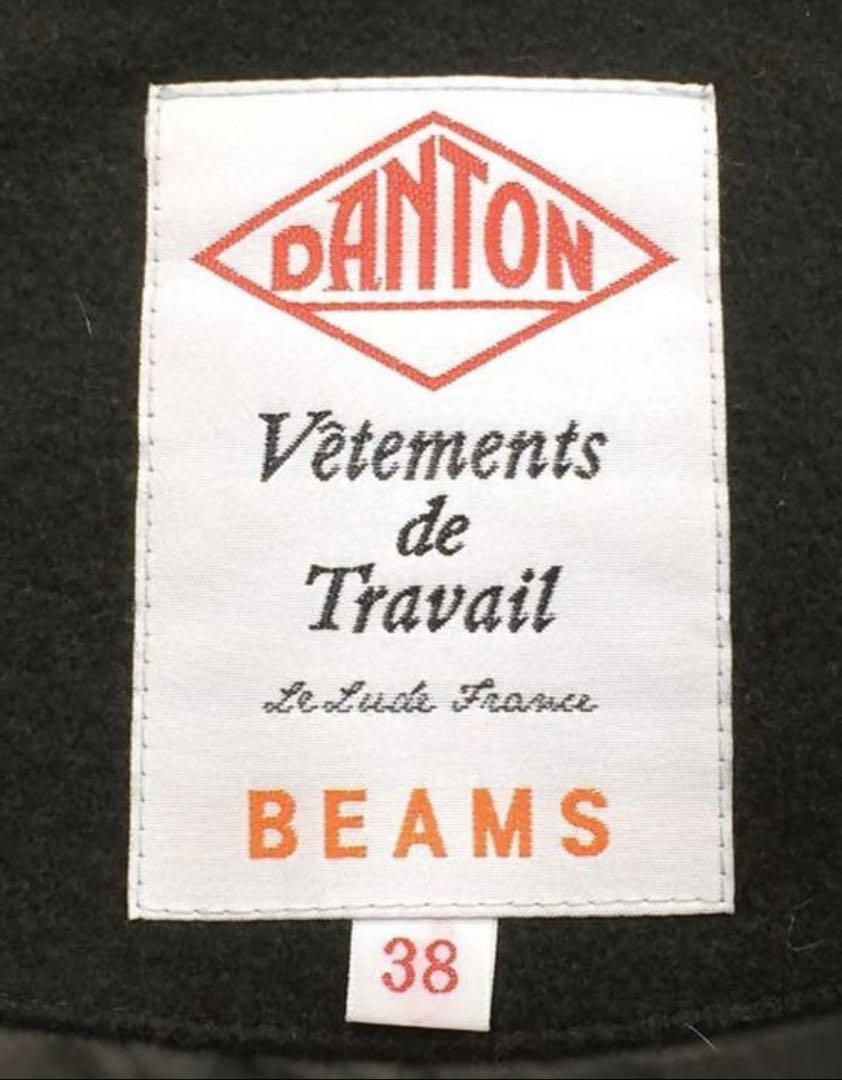 DANTON
Vêtements
de
Travail
Le Lude France
BEAMS
38